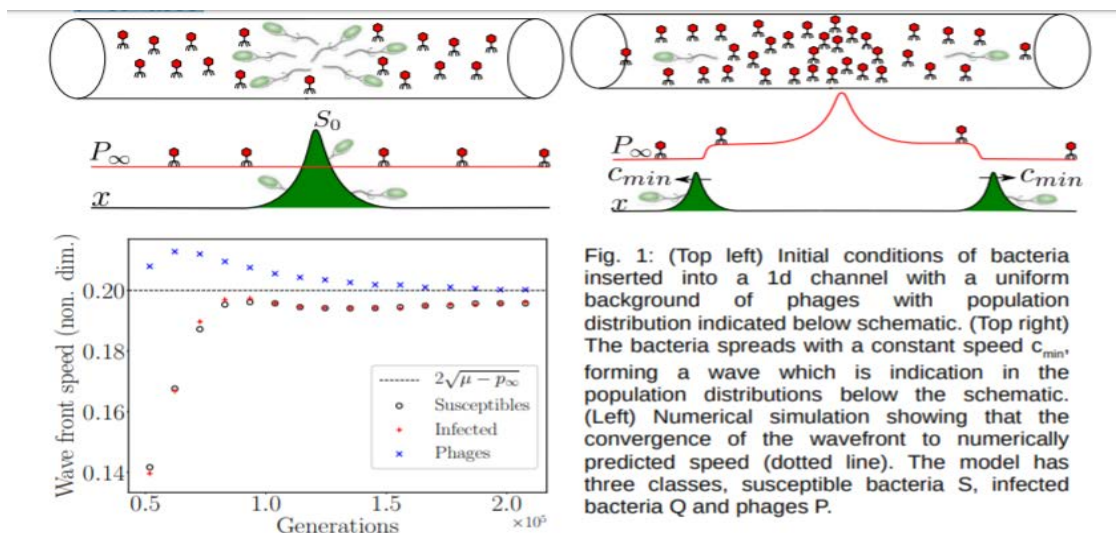 S₀
P∞
x
P∞
c_min
c_min
x
Wave front speed (non. dim.)
0.20
0.18
0.16
0.14
2√μ − p∞
Susceptibles
Infected
Phages
0.5
1.0
1.5
2.0
×10⁵
Generations
Fig. 1: (Top left) Initial conditions of bacteria
inserted into a 1d channel with a uniform
background of phages with population
distribution indicated below schematic. (Top right)
The bacteria spreads with a constant speed c_min,
forming a wave which is indication in the
population distributions below the schematic.
(Left) Numerical simulation showing that the
convergence of the wavefront to numerically
predicted speed (dotted line). The model has
three classes, susceptible bacteria S, infected
bacteria Q and phages P.